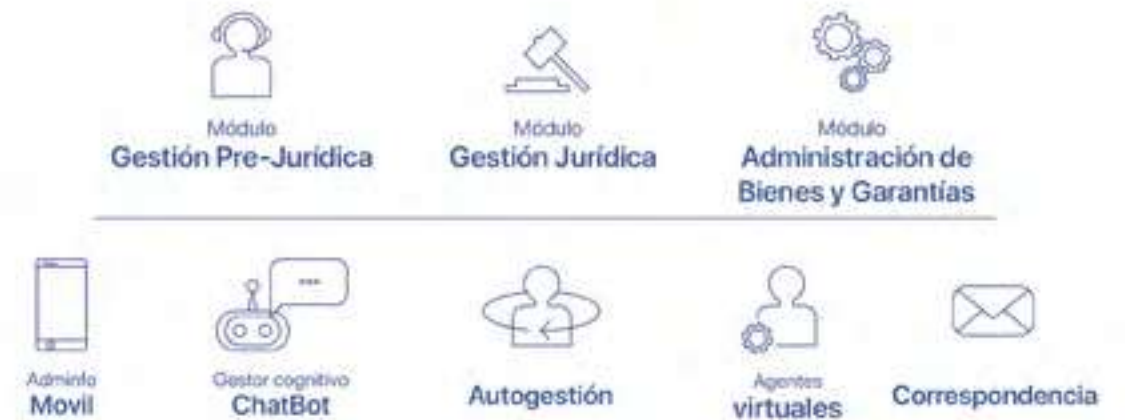 Módulo
Gestión Pre-Jurídica
Módulo
Gestión Jurídica
Módulo
Administración de
Bienes y Garantías
Adminfo
Movil
Gestor cognitivo
ChatBot
Autogestión
Agentes
virtuales
Correspondencia